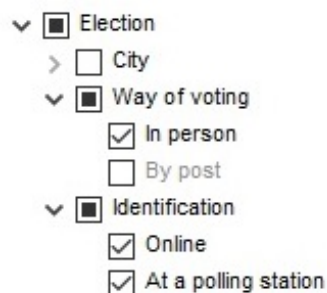 Election
City
Way of voting
In person
By post
Identification
Online
At a polling station